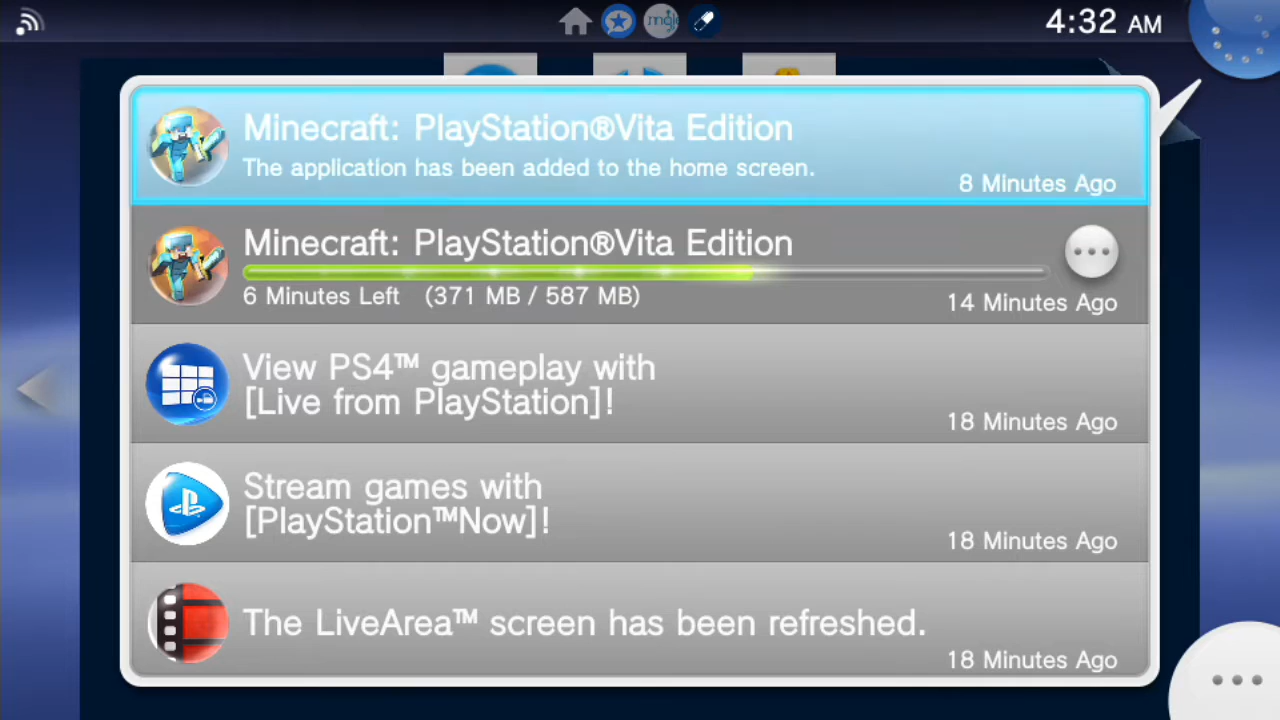 4:32 AM
Minecraft: PlayStation®Vita Edition
The application has been added to the home screen.
8 Minutes Ago
Minecraft: PlayStation®Vita Edition
6 Minutes Left (371 MB / 587 MB)
14 Minutes Ago
View PS4™ gameplay with
[Live from PlayStation]!
18 Minutes Ago
Stream games with
[PlayStation™Now]!
18 Minutes Ago
The LiveArea™ screen has been refreshed.
18 Minutes Ago